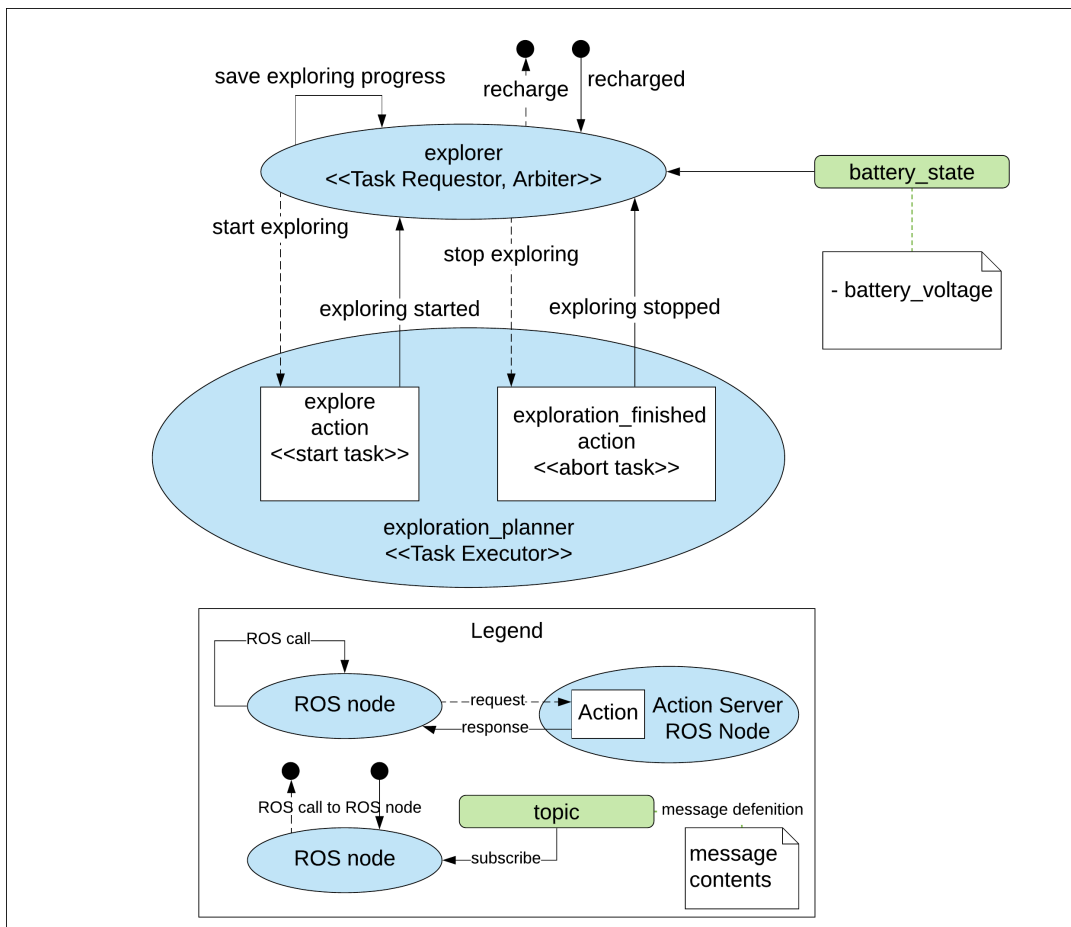 save exploring progress
recharge
recharged
explorer
<<Task Requestor, Arbiter>>
battery_state
start exploring
stop exploring
- battery_voltage
exploring started
exploring stopped
explore
action
<<start task>>
exploration_finished
action
<<abort task>>
exploration_planner
<<Task Executor>>
Legend
ROS call
ROS node
request
response
Action
Action Server
ROS Node
ROS call to ROS node
ROS node
topic
message defenition
subscribe
message
contents